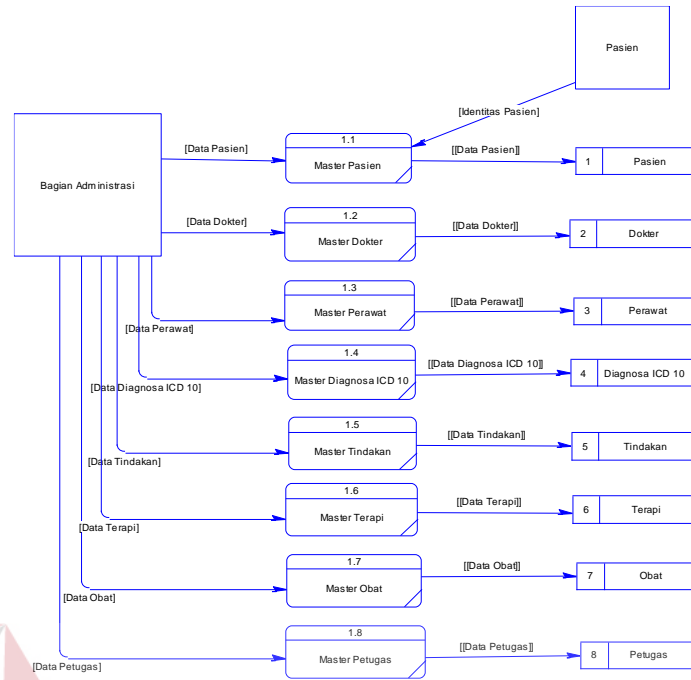 Pasien
[Identitas Pasien]
Bagian Administrasi
[Data Pasien]
1.1
Master Pasien
[[Data Pasien]]
1
Pasien
[Data Dokter]
1.2
Master Dokter
[[Data Dokter]]
2
Dokter
[Data Perawat]
1.3
Master Perawat
[[Data Perawat]]
3
Perawat
[Data Diagnosa ICD 10]
1.4
Master Diagnosa ICD 10
[[Data Diagnosa ICD 10]]
4
Diagnosa ICD 10
[Data Tindakan]
1.5
Master Tindakan
[[Data Tindakan]]
5
Tindakan
[Data Terapi]
1.6
Master Terapi
[[Data Terapi]]
6
Terapi
[Data Obat]
1.7
Master Obat
[[Data Obat]]
7
Obat
[Data Petugas]
1.8
Master Petugas
[[Data Petugas]]
8
Petugas